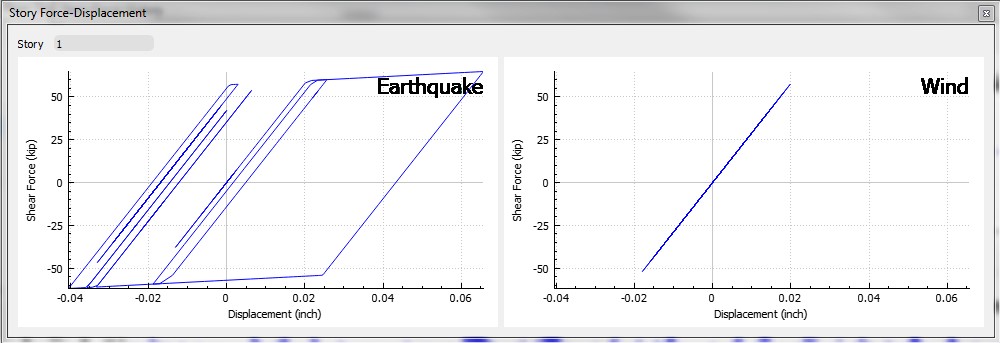 Story Force-Displacement
Story 1
Earthquake
50
25
0
-25
-50
Shear Force (kip)
-0.04 -0.02 0 0.02 0.04 0.06
Displacement (inch)
Wind
50
25
0
-25
-50
Shear Force (kip)
-0.04 -0.02 0 0.02 0.04 0.06
Displacement (inch)